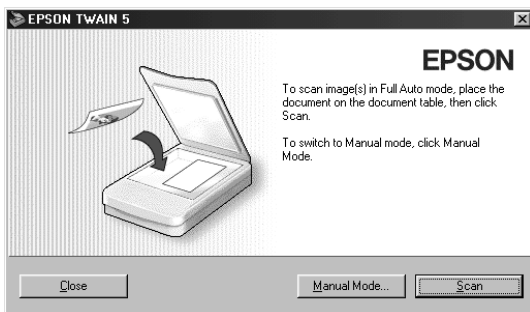 EPSON TWAIN 5
EPSON
To scan image(s) in Full Auto mode, place the
document on the document table, then click
Scan.
To switch to Manual mode, click Manual
Mode.
Close
Manual Mode...
Scan